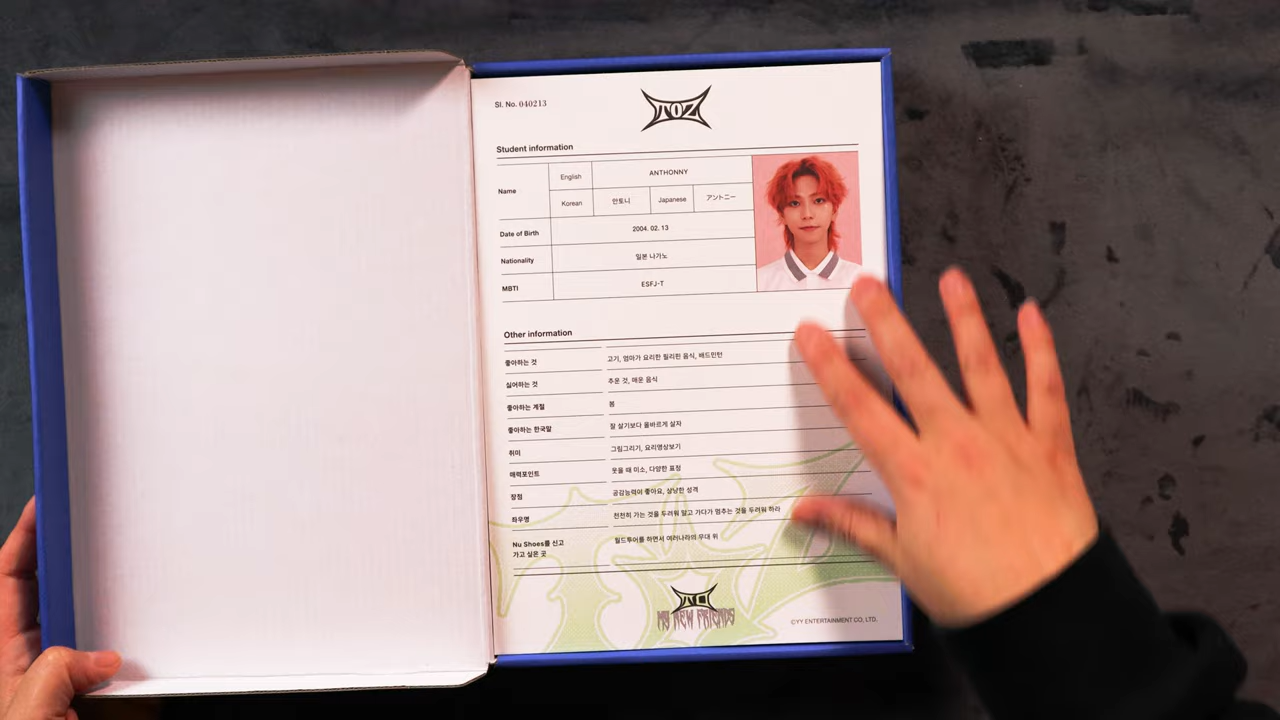 SI. No. 040213
TOZ
Student information
Name English ANTHONNY
Korean 안토니 Japanese アントニー
Date of Birth 2004. 02. 13
Nationality 일본 나가노
MBTI ESFJ-T
Other information
좋아하는 것 고기, 엄마가 요리한 필리핀 음식, 배드민턴
싫어하는 것 추운 것, 매운 음식
좋아하는 계절 봄
좋아하는 한국말 잘 살기보다 올바르게 살자
취미 그림그리기, 요리영상보기
매력포인트 웃을 때 미소, 다양한 표정
장점 공감능력이 좋아요, 상냥한 성격
좌우명 천천히 가는 것을 두려워 말고 가다가 멈추는 것을 두려워 하라
Nu Shoes를 신고 월드투어를 하면서 여러나라의 무대 위
가고 싶은 곳
MY NEW FRIENDS
©YY ENTERTAINMENT CO, LTD.